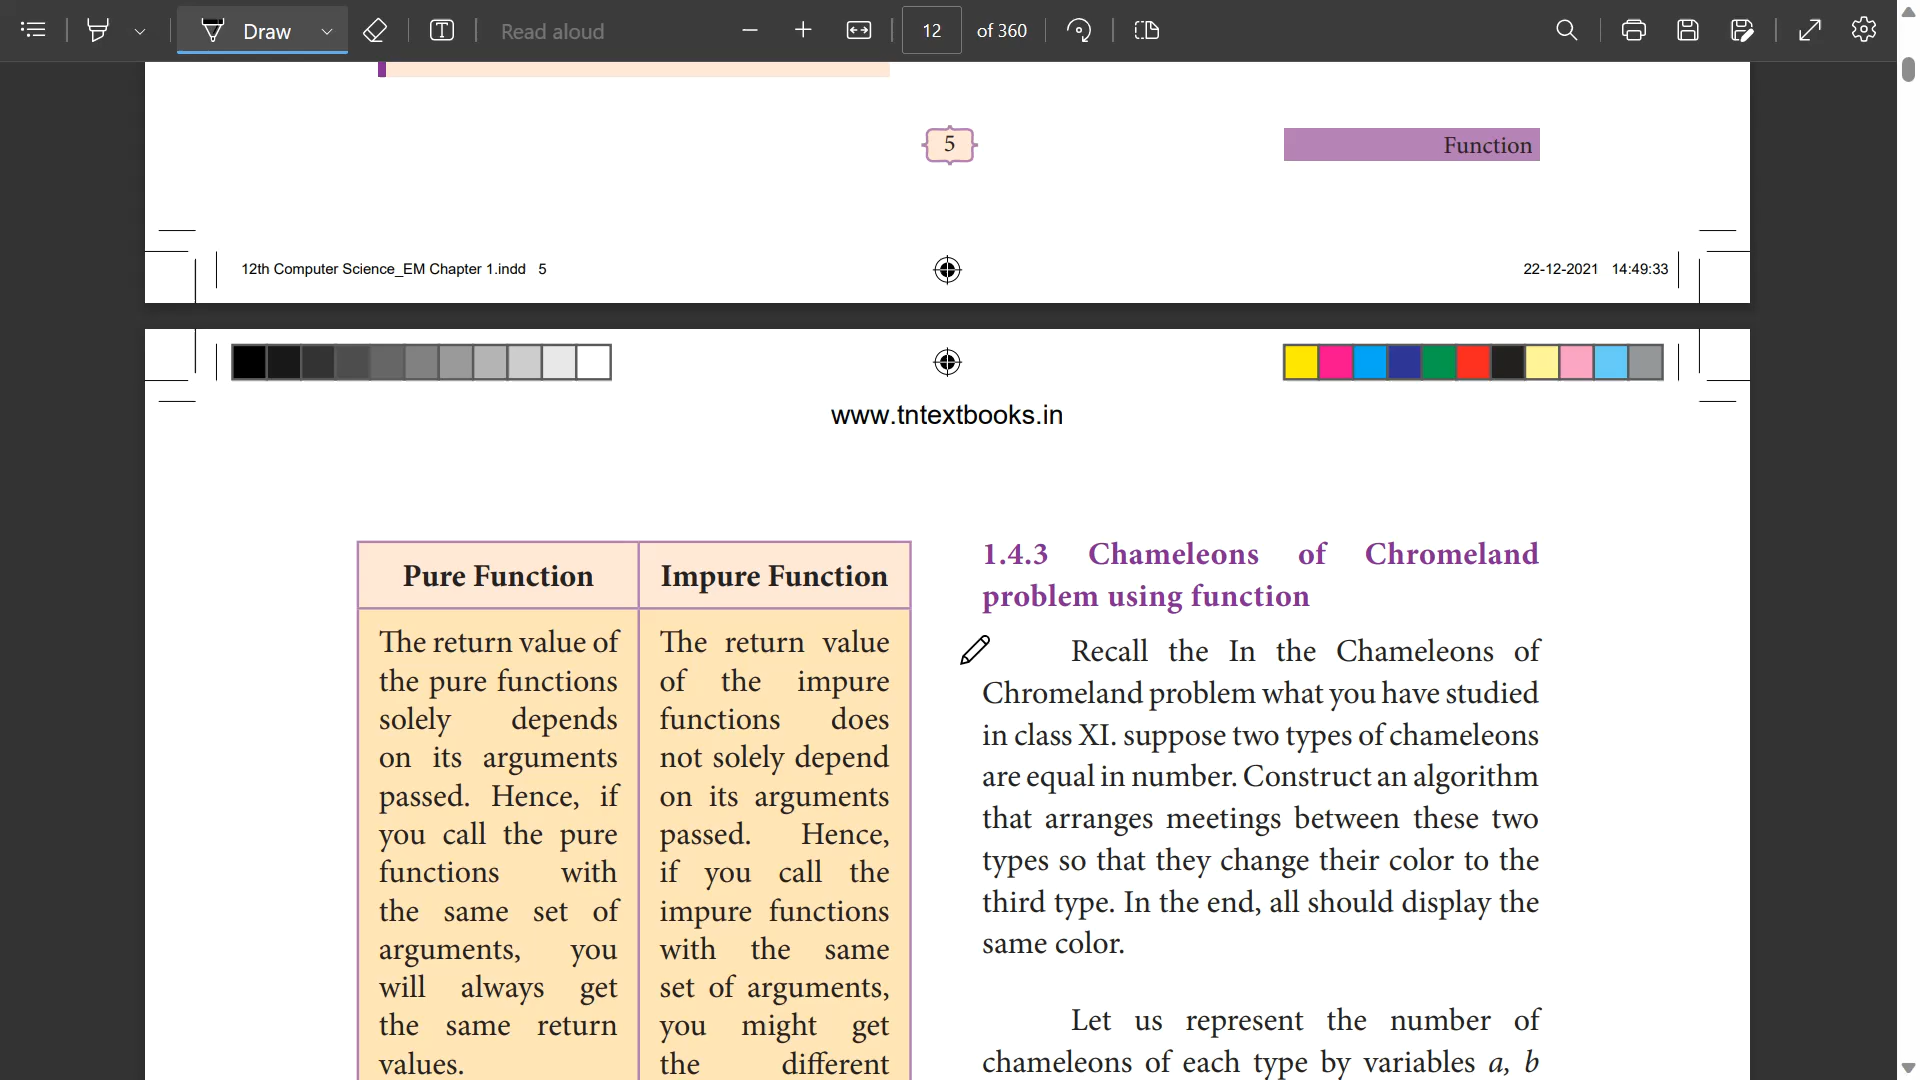 Draw
Read aloud
12 of 360
5
Function
12th Computer Science_EM Chapter 1.indd 5
22-12-2021 14:49:33
www.tntextbooks.in
Pure Function
The return value of
the pure functions
solely depends
on its arguments
passed. Hence, if
you call the pure
functions with
the same set of
arguments, you
will always get
the same return
values.
Impure Function
The return value
of the impure
functions does
not solely depend
on its arguments
passed. Hence,
if you call the
impure functions
with the same
set of arguments,
you might get
the different
1.4.3 Chameleons of Chromeland
problem using function
Recall the In the Chameleons of
Chromeland problem what you have studied
in class XI. suppose two types of chameleons
are equal in number. Construct an algorithm
that arranges meetings between these two
types so that they change their color to the
third type. In the end, all should display the
same color.
Let us represent the number of
chameleons of each type by variables a, b